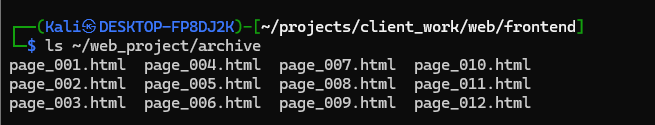 ┌──(Kali㉿DESKTOP-FP8DJ2K)-[~/projects/client_work/web/frontend]
└─$ ls ~/web_project/archive
page_001.html  page_004.html  page_007.html  page_010.html
page_002.html  page_005.html  page_008.html  page_011.html
page_003.html  page_006.html  page_009.html  page_012.html